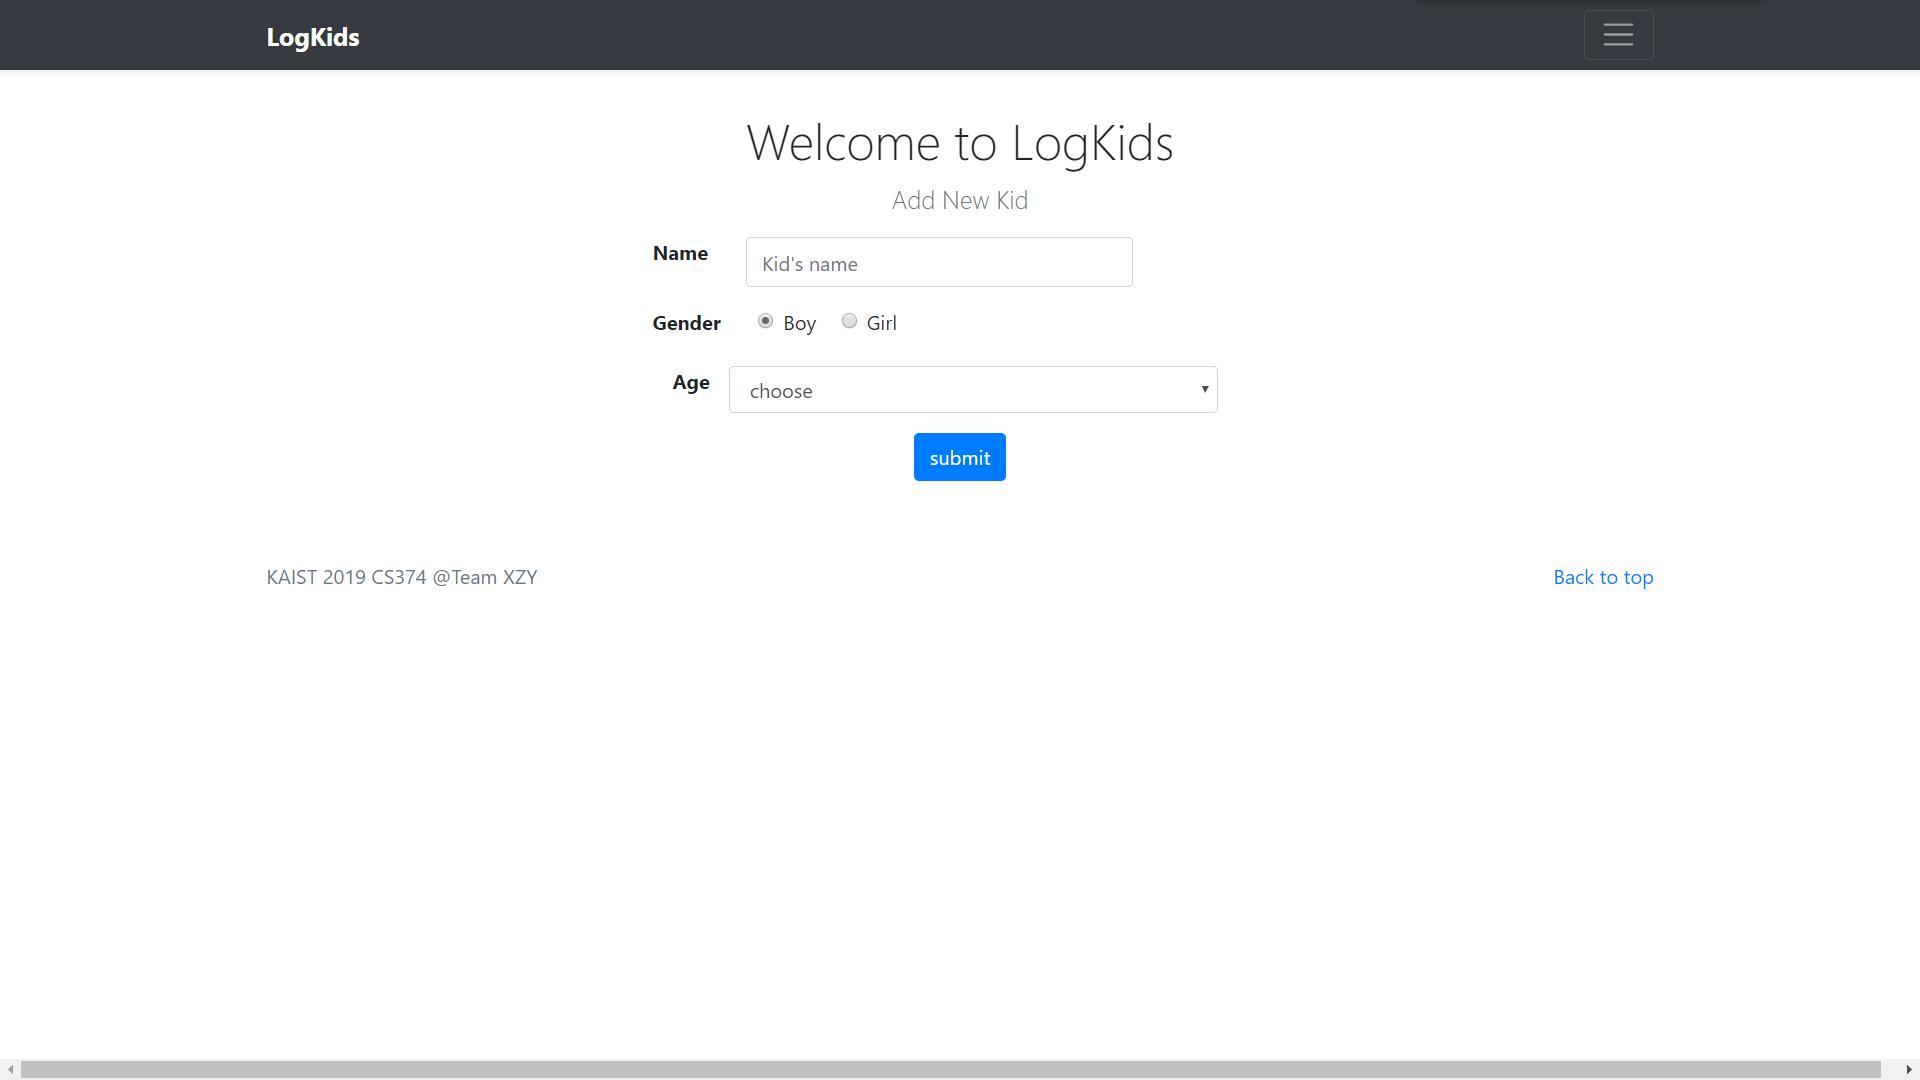 LogKids
Welcome to LogKids
Add New Kid
Name Kid's name
Gender Boy Girl
Age choose
submit
KAIST 2019 CS374 @Team XZY Back to top